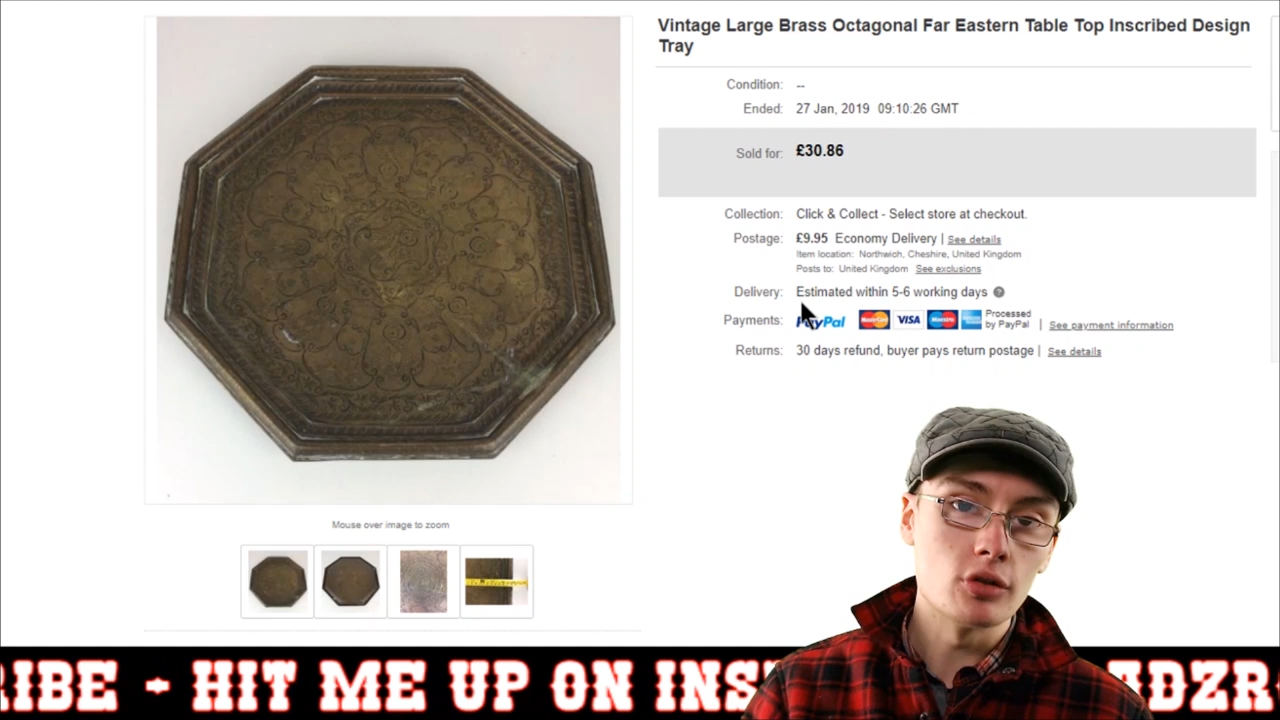 Vintage Large Brass Octagonal Far Eastern Table Top Inscribed Design
Tray
Condition: --
Ended: 27 Jan, 2019 09:10:26 GMT
Sold for: £30.86
Collection: Click & Collect - Select store at checkout.
Postage: £9.95 Economy Delivery | See details
Item location: Northwich, Cheshire, United Kingdom
Posts to: United Kingdom See exclusions
Delivery: Estimated within 5-6 working days ?
Payments: PayPal MasterCard VISA Maestro Processed by PayPal | See payment information
Returns: 30 days refund, buyer pays return postage | See details
Mouse over image to zoom
RIBE - HIT ME UP ON INS ADZR